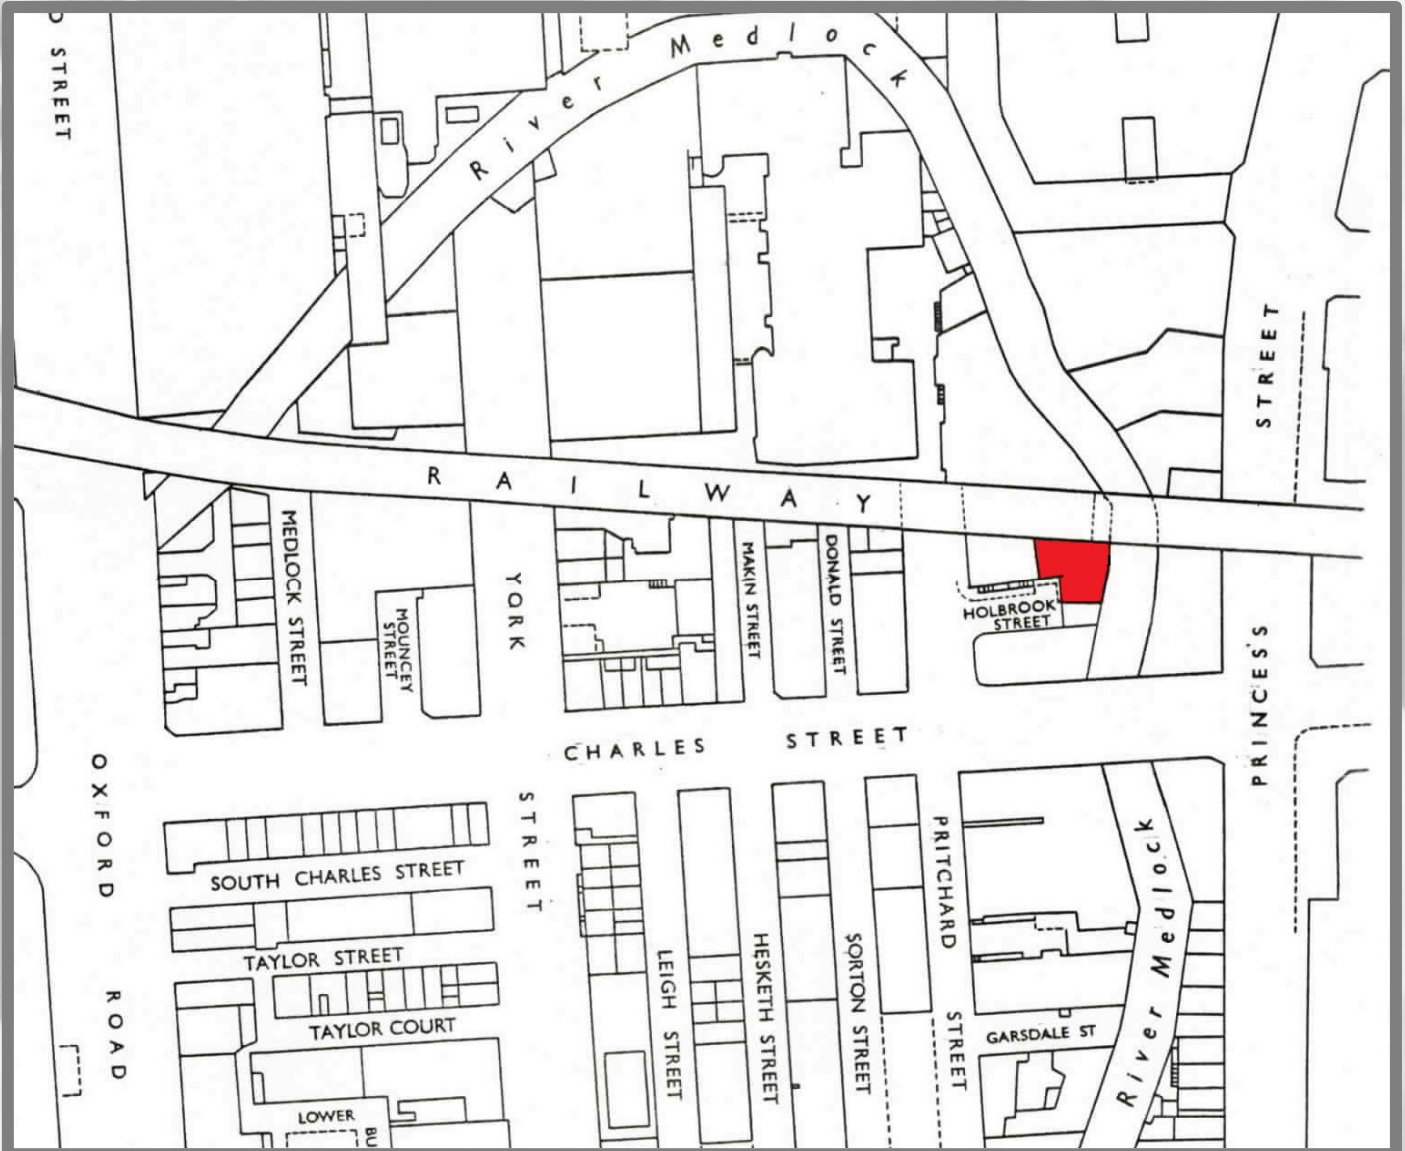 D STREET
River Medlock
STREET
RAILWAY
MEDLOCK STREET
MOUNCEY
STREET
YORK
MAKIN STREET
DONALD STREET
HOLBROOK
STREET
PRINCES'S
CHARLES STREET
OXFORD
STREET
SOUTH CHARLES STREET
PRITCHARD
River Medlock
TAYLOR STREET
LEIGH STREET
HESKETH STREET
SORTON STREET
ROAD
TAYLOR COURT
STREET
GARSDALE ST
LOWER
BU